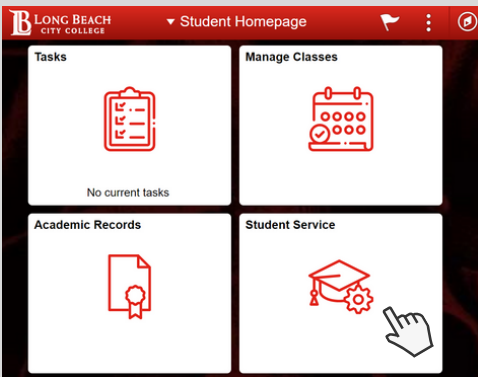 LONG BEACH
CITY COLLEGE
Student Homepage
Tasks
No current tasks
Manage Classes
Academic Records
Student Service